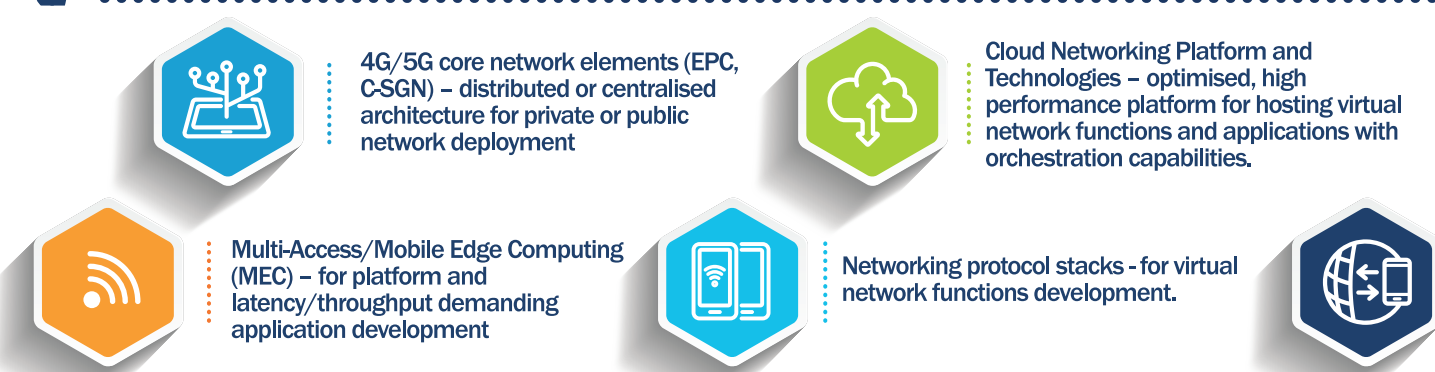 4G/5G core network elements (EPC,
C-SGN) – distributed or centralised
architecture for private or public
network deployment
Cloud Networking Platform and
Technologies – optimised, high
performance platform for hosting virtual
network functions and applications with
orchestration capabilities.
Multi-Access/Mobile Edge Computing
(MEC) – for platform and
latency/throughput demanding
application development
Networking protocol stacks - for virtual
network functions development.